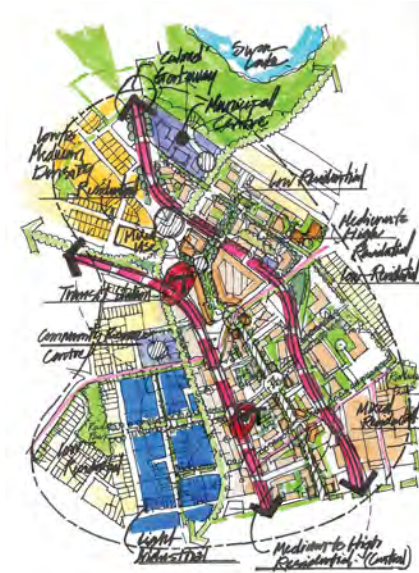 'Cultural'
Gateway
Swan
Lake
Municipal
Centre
Low to
Medium
Density
Residential
Low Residential
Mixed
Use
Medium to
High
Residential
Low Residential
Transit Station
Community
Centre
Mixed
Residential
Low
Residential
Light
Industrial
Medium to High
Residential (Central)